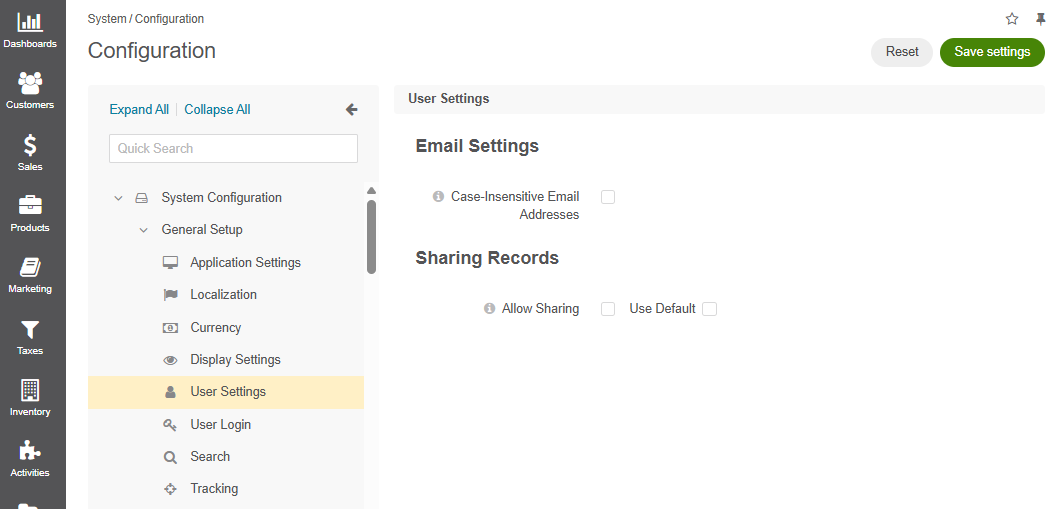 System / Configuration
Configuration
Reset
Save settings
Dashboards
Customers
Sales
Products
Marketing
Taxes
Inventory
Activities
Expand All | Collapse All
Quick Search
System Configuration
General Setup
Application Settings
Localization
Currency
Display Settings
User Settings
User Login
Search
Tracking
User Settings
Email Settings
Case-Insensitive Email
Addresses
Sharing Records
Allow Sharing
Use Default